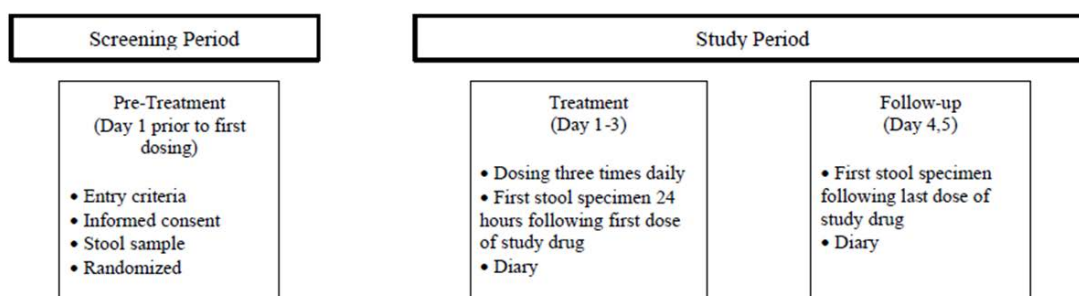 Screening Period
Study Period
Pre-Treatment
(Day 1 prior to first
dosing)
• Entry criteria
• Informed consent
• Stool sample
• Randomized
Treatment
(Day 1-3)
• Dosing three times daily
• First stool specimen 24
hours following first dose
of study drug
• Diary
Follow-up
(Day 4,5)
• First stool specimen
following last dose of
study drug
• Diary